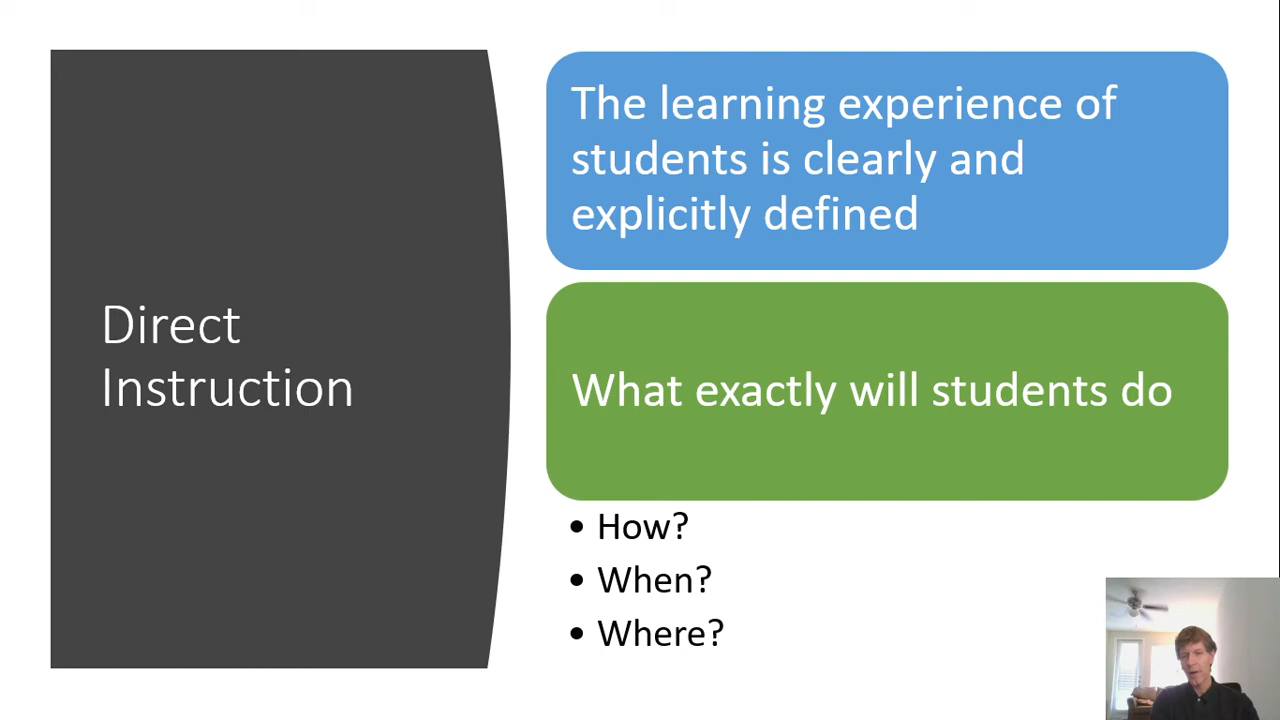 Direct
Instruction
The learning experience of
students is clearly and
explicitly defined
What exactly will students do
• How?
• When?
• Where?